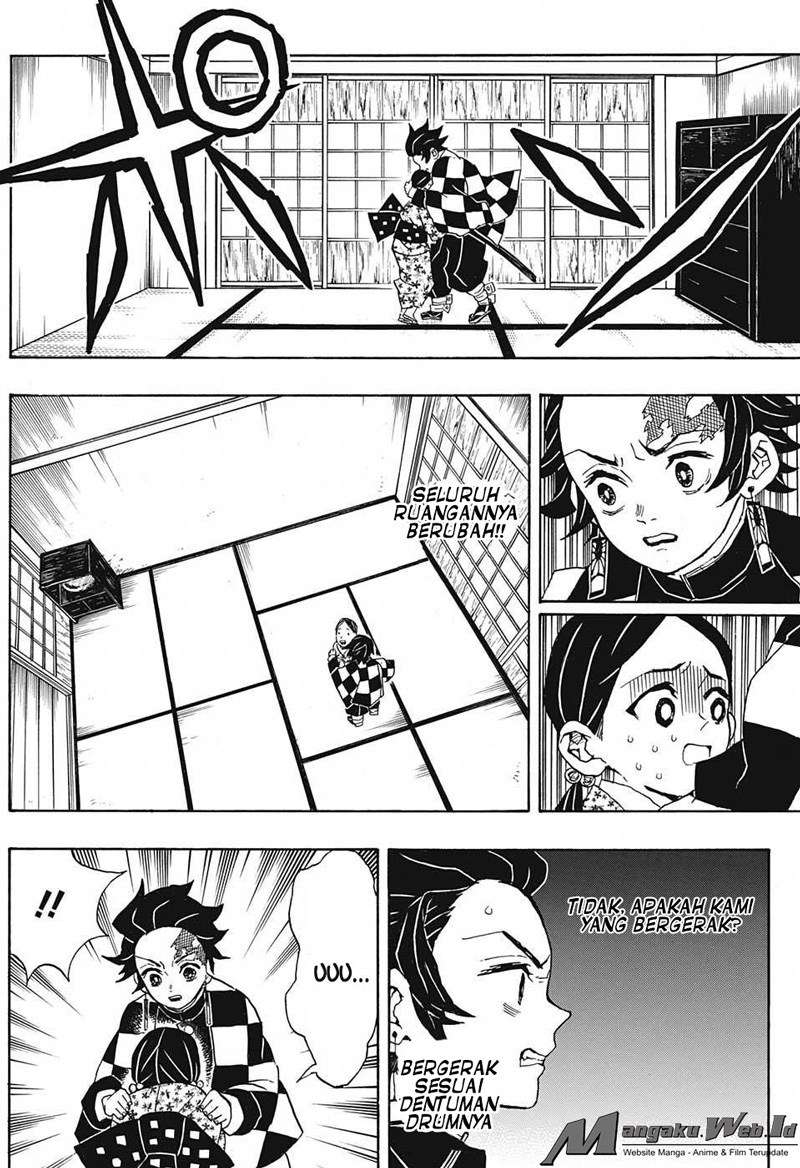 SELURUH
RUANGANNYA
BERUBAH!!
TIDAK, APAKAH KAMI
YANG BERGERAK?
BERGERAK
SESUAI
DENTUMAN
DRUMNYA
UUU...
!!
Mangaku.Web.Id
Website Manga - Anime & Film Terupdate